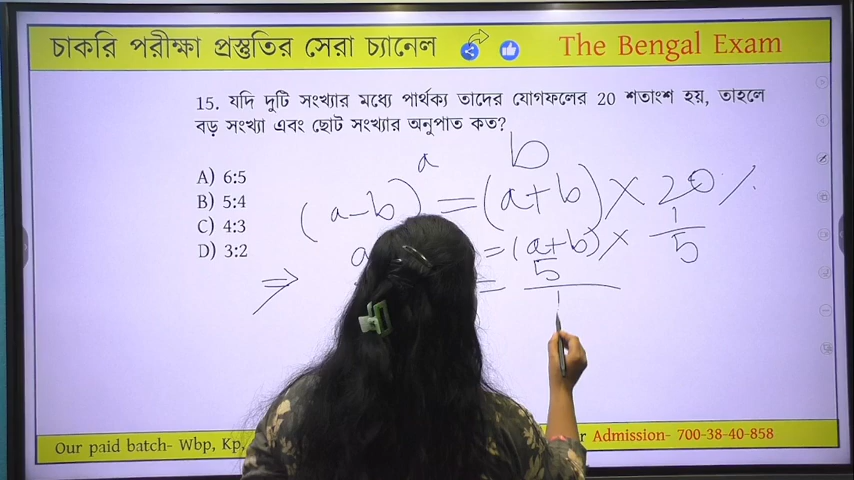 চাকরি পরীক্ষা প্রস্তুতির সেরা চ্যানেল The Bengal Exam
15. যদি দুটি সংখ্যার মধ্যে পার্থক্য তাদের যোগফলের 20 শতাংশ হয়, তাহলে
বড় সংখ্যা এবং ছোট সংখ্যার অনুপাত কত?
A) 6:5
B) 5:4
C) 4:3
D) 3:2
a b
(a-b) = (a+b) × 20 %
a = (a+b) × 1/5
⇒ = 5/1
Our paid batch- Wbp, Kp, Admission- 700-38-40-858